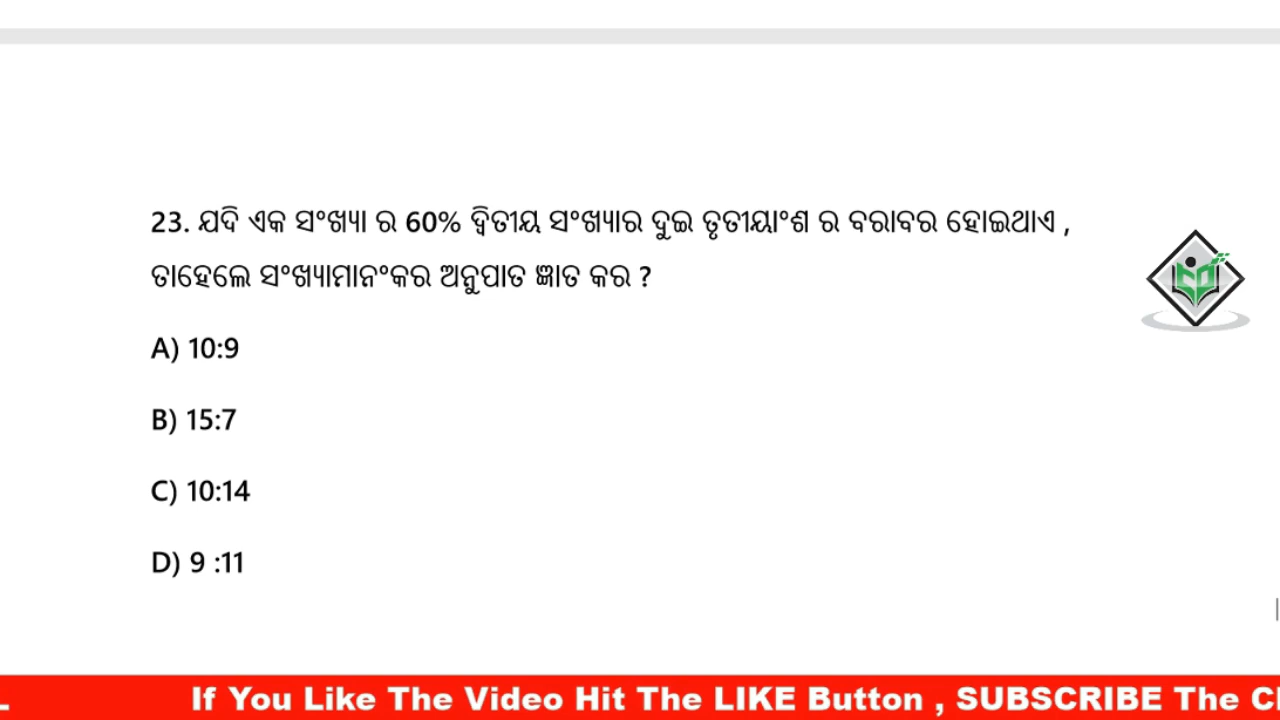 23. ଯଦି ଏକ ସଂଖ୍ୟା ର 60% ଦ୍ୱିତୀୟ ସଂଖ୍ୟାର ଦୁଇ ତୃତୀୟାଂଶ ର ବରାବର ହୋଇଥାଏ ,
ତାହେଲେ ସଂଖ୍ୟାମାନଂକର ଅନୁପାତ ଜ୍ଞାତ କର ?
A) 10:9
B) 15:7
C) 10:14
D) 9 :11
If You Like The Video Hit The LIKE Button , SUBSCRIBE The